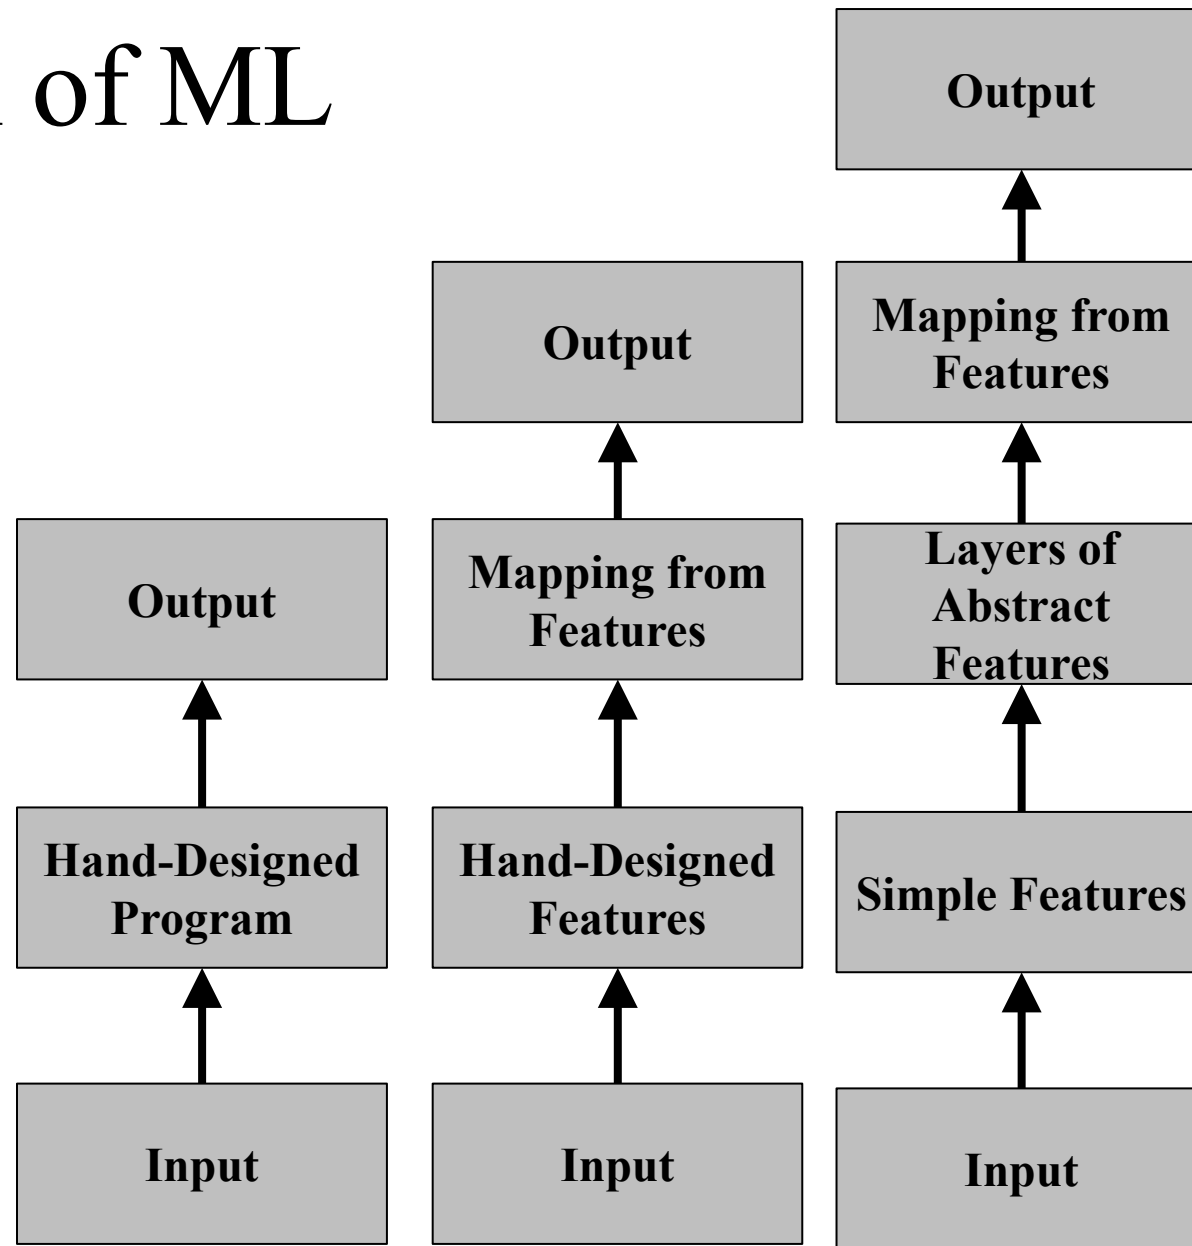 of ML
Output
Mapping from
Features
Layers of
Abstract
Features
Simple Features
Input
Output
Mapping from
Features
Hand-Designed
Features
Input
Output
Hand-Designed
Program
Input